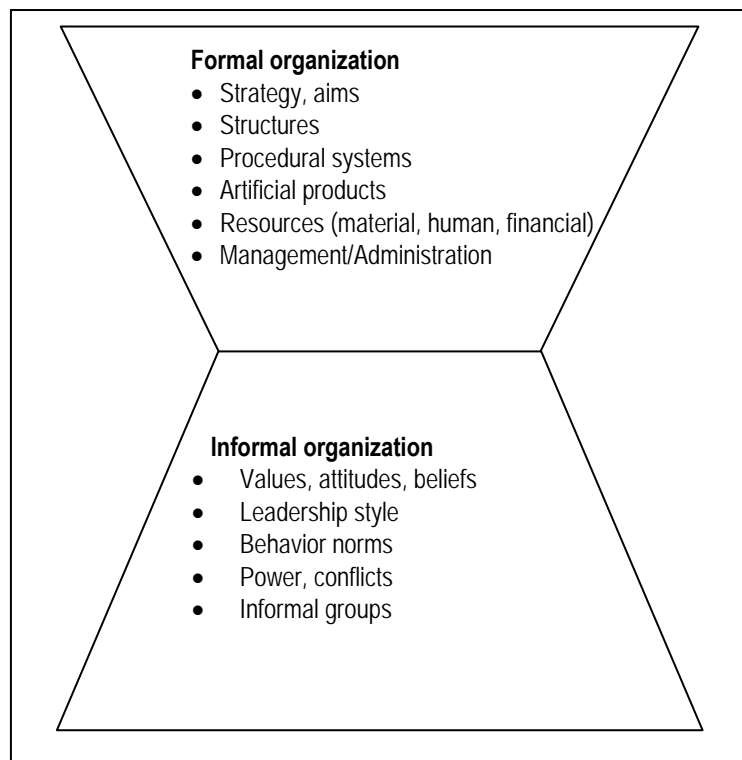 Formal organization
• Strategy, aims
• Structures
• Procedural systems
• Artificial products
• Resources (material, human, financial)
• Management/Administration
Informal organization
• Values, attitudes, beliefs
• Leadership style
• Behavior norms
• Power, conflicts
• Informal groups